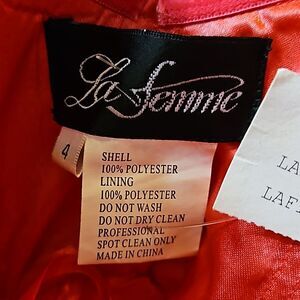 La Femme
4
SHELL
100% POLYESTER
LINING
100% POLYESTER
DO NOT WASH
DO NOT DRY CLEAN
PROFESSIONAL
SPOT CLEAN ONLY
MADE IN CHINA
LA
LAF